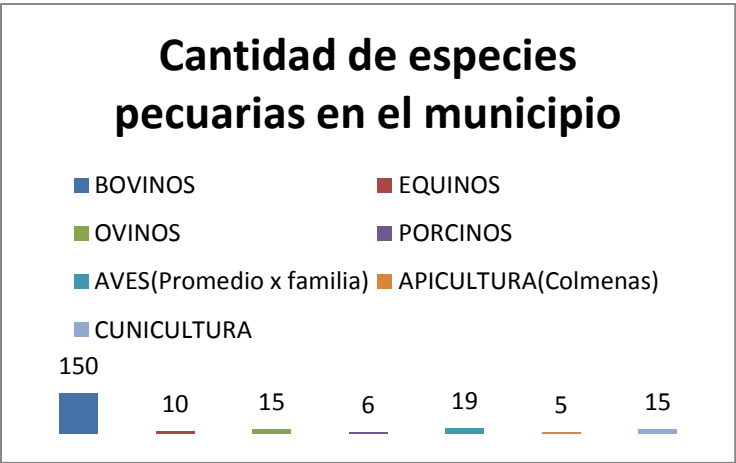 Cantidad de especies
pecuarias en el municipio
BOVINOS EQUINOS
OVINOS PORCINOS
AVES(Promedio x familia) APICULTURA(Colmenas)
CUNICULTURA
150 10 15 6 19 5 15